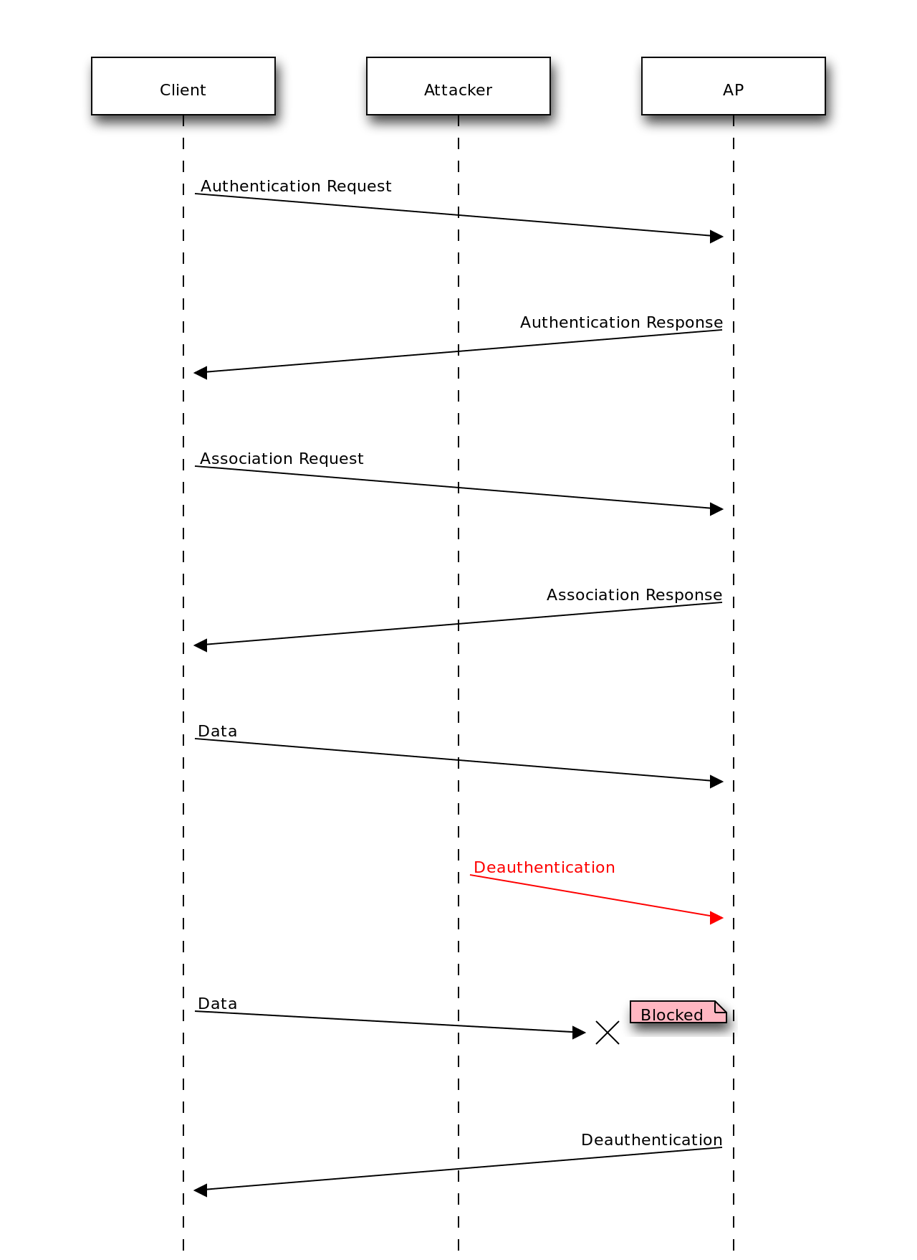 Client
Attacker
AP
Authentication Request
Authentication Response
Association Request
Association Response
Data
Deauthentication
Data
Blocked
Deauthentication